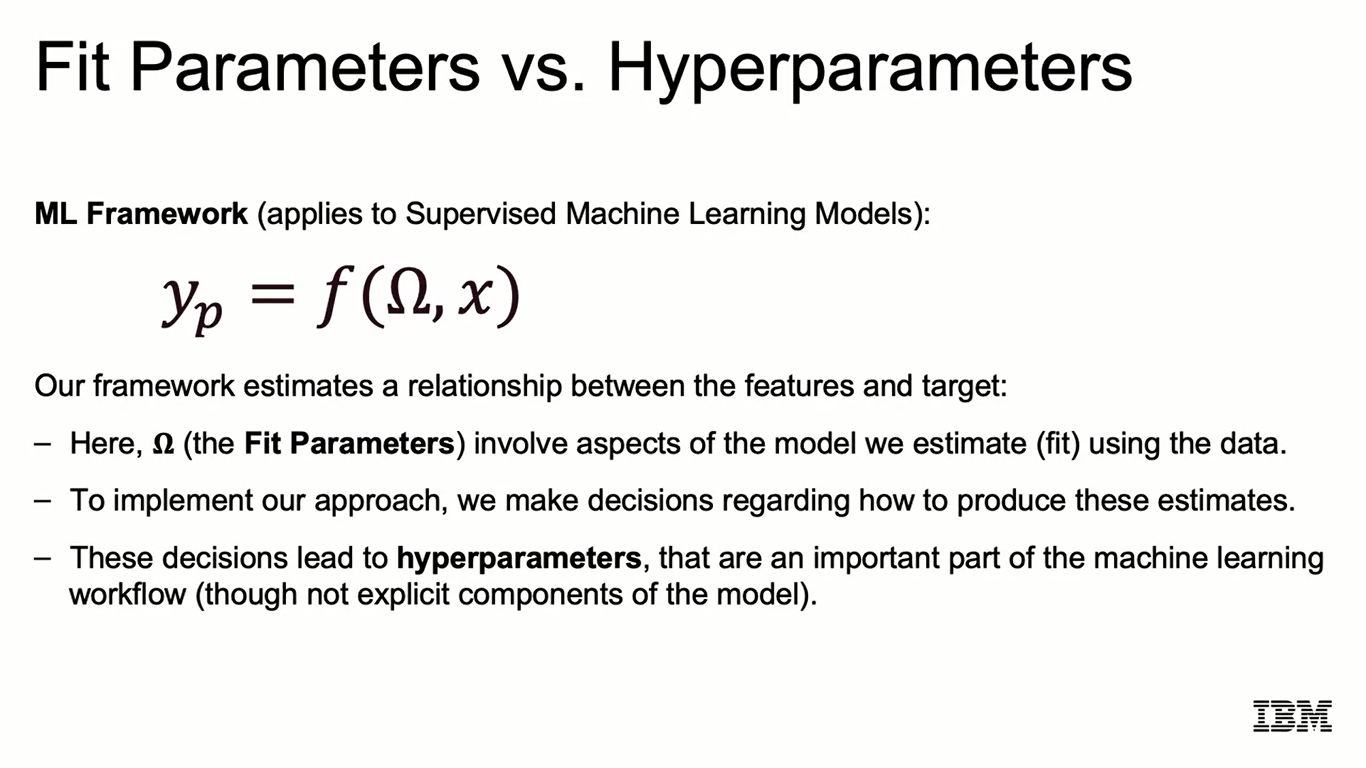 Fit Parameters vs. Hyperparameters
ML Framework (applies to Supervised Machine Learning Models):
yₚ = f(Ω, x)
Our framework estimates a relationship between the features and target:
– Here, Ω (the Fit Parameters) involve aspects of the model we estimate (fit) using the data.
– To implement our approach, we make decisions regarding how to produce these estimates.
– These decisions lead to hyperparameters, that are an important part of the machine learning
workflow (though not explicit components of the model).
IBM